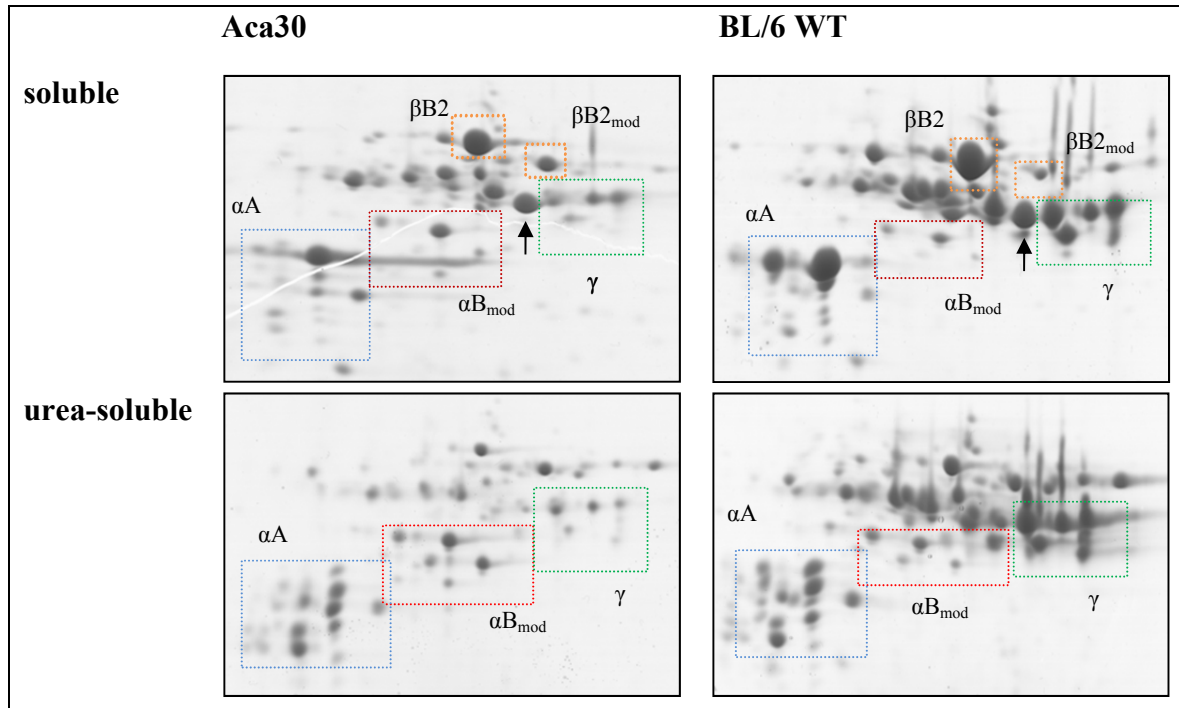 Aca30
BL/6 WT
soluble
βB2
βB2mod
αA
αBmod
γ
βB2
βB2mod
αA
αBmod
γ
urea-soluble
αA
αBmod
γ
αA
αBmod
γ